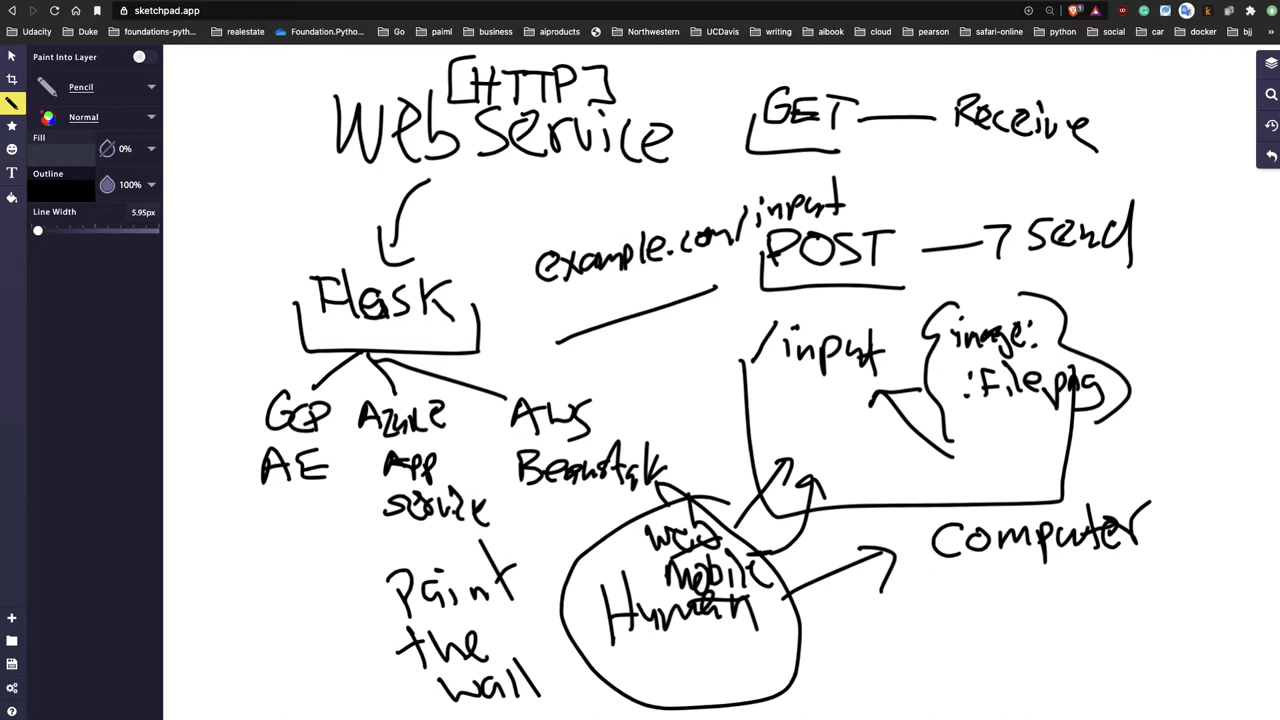 sketchpad.app
Udacity
Duke
foundations-pyth...
realestate
Foundation.Python...
Go
paiml
business
aiproducts
Northwestern
UCDavis
writing
aibook
cloud
pearson
safari-online
python
social
car
docker
bjj
Paint Into Layer
Pencil
Normal
Fill
0%
Outline
100%
Line Width
5.95px
[HTTP]
Web Service
GET
Receive
example.com/input
POST
Send
Flask
/input
image:
:File.png
GCP
AE
Azure
App
Service
AWS
Beanstalk
web
mobile
Human
Computer
Paint
the
wall